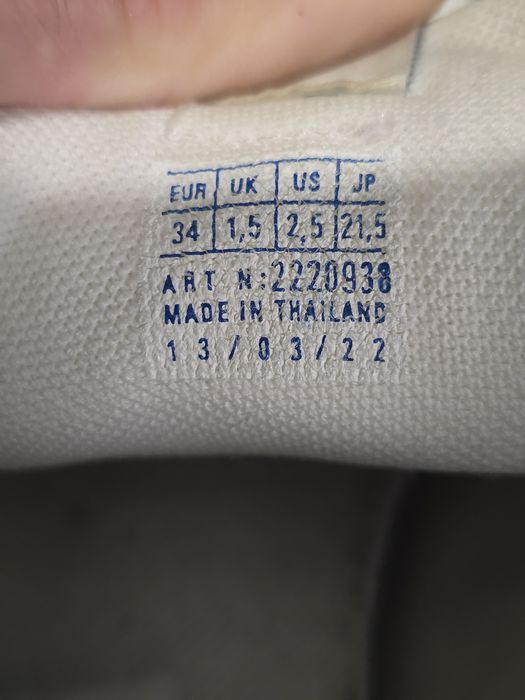 EUR UK US JP
34 1,5 2,5 21,5
ART N:2220938
MADE IN THAILAND
13/03/22